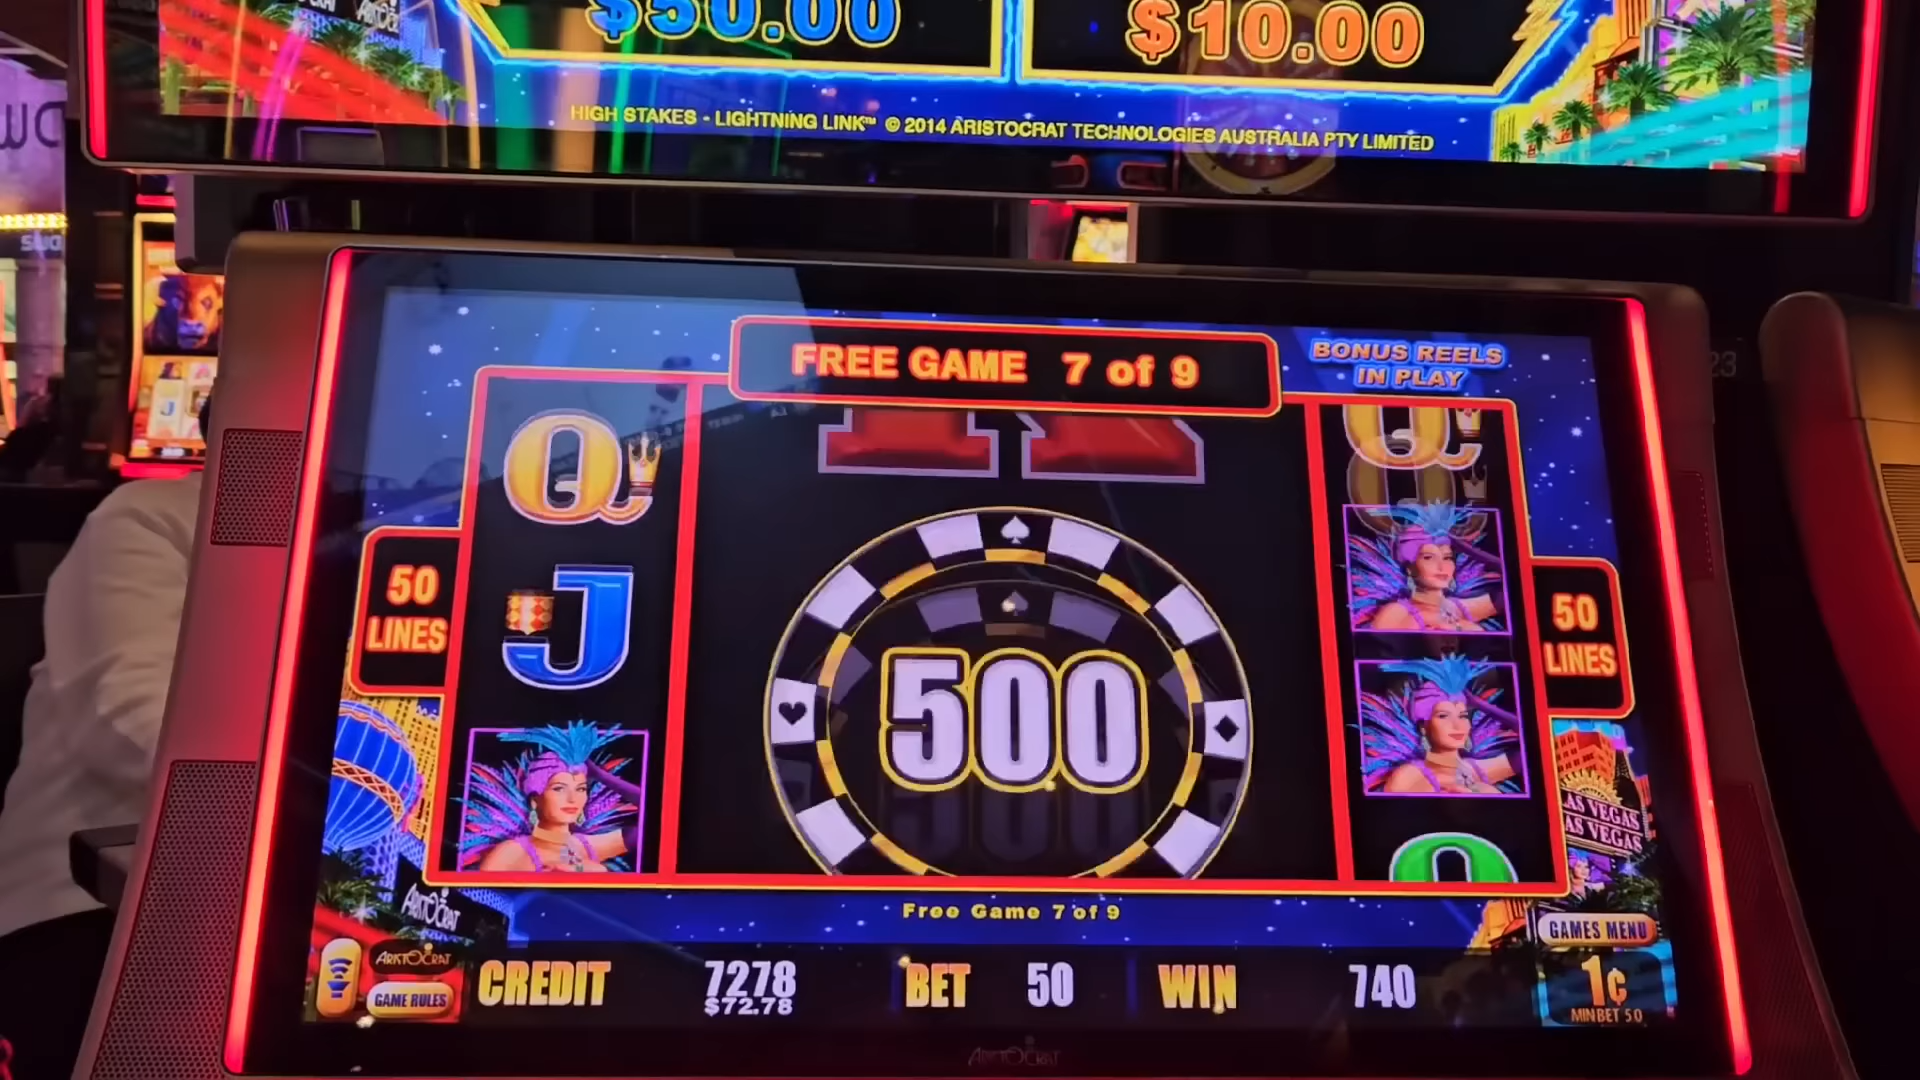 $50.00
$10.00
HIGH STAKES - LIGHTNING LINK™ © 2014 ARISTOCRAT TECHNOLOGIES AUSTRALIA PTY LIMITED
FREE GAME 7 of 9
BONUS REELS
IN PLAY
Q
Q
50
LINES
J
500
50
LINES
LAS VEGAS
LAS VEGAS
ARISTOCRAT
Free Game 7 of 9
GAMES MENU
ARISTOCRAT
GAME RULES
CREDIT
7278
$72.78
BET
50
WIN
740
1¢
MIN BET 50
ARISTOCRAT